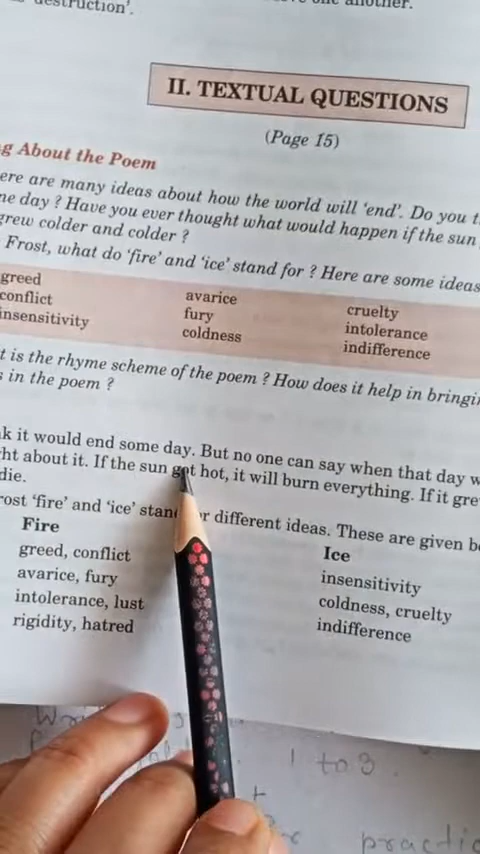 destruction'.
one another.
II. TEXTUAL QUESTIONS
(Page 15)
g About the Poem
ere are many ideas about how the world will 'end'. Do you t
ne day ? Have you ever thought what would happen if the sun
grew colder and colder ?
Frost, what do 'fire' and 'ice' stand for ? Here are some ideas
greed avarice cruelty
conflict fury intolerance
insensitivity coldness indifference
t is the rhyme scheme of the poem ? How does it help in bringin
s in the poem ?
k it would end some day. But no one can say when that day w
ht about it. If the sun got hot, it will burn everything. If it gre
die.
rost 'fire' and 'ice' stand or different ideas. These are given be
Fire Ice
greed, conflict insensitivity
avarice, fury coldness, cruelty
intolerance, lust indifference
rigidity, hatred
1 to 3.
practic